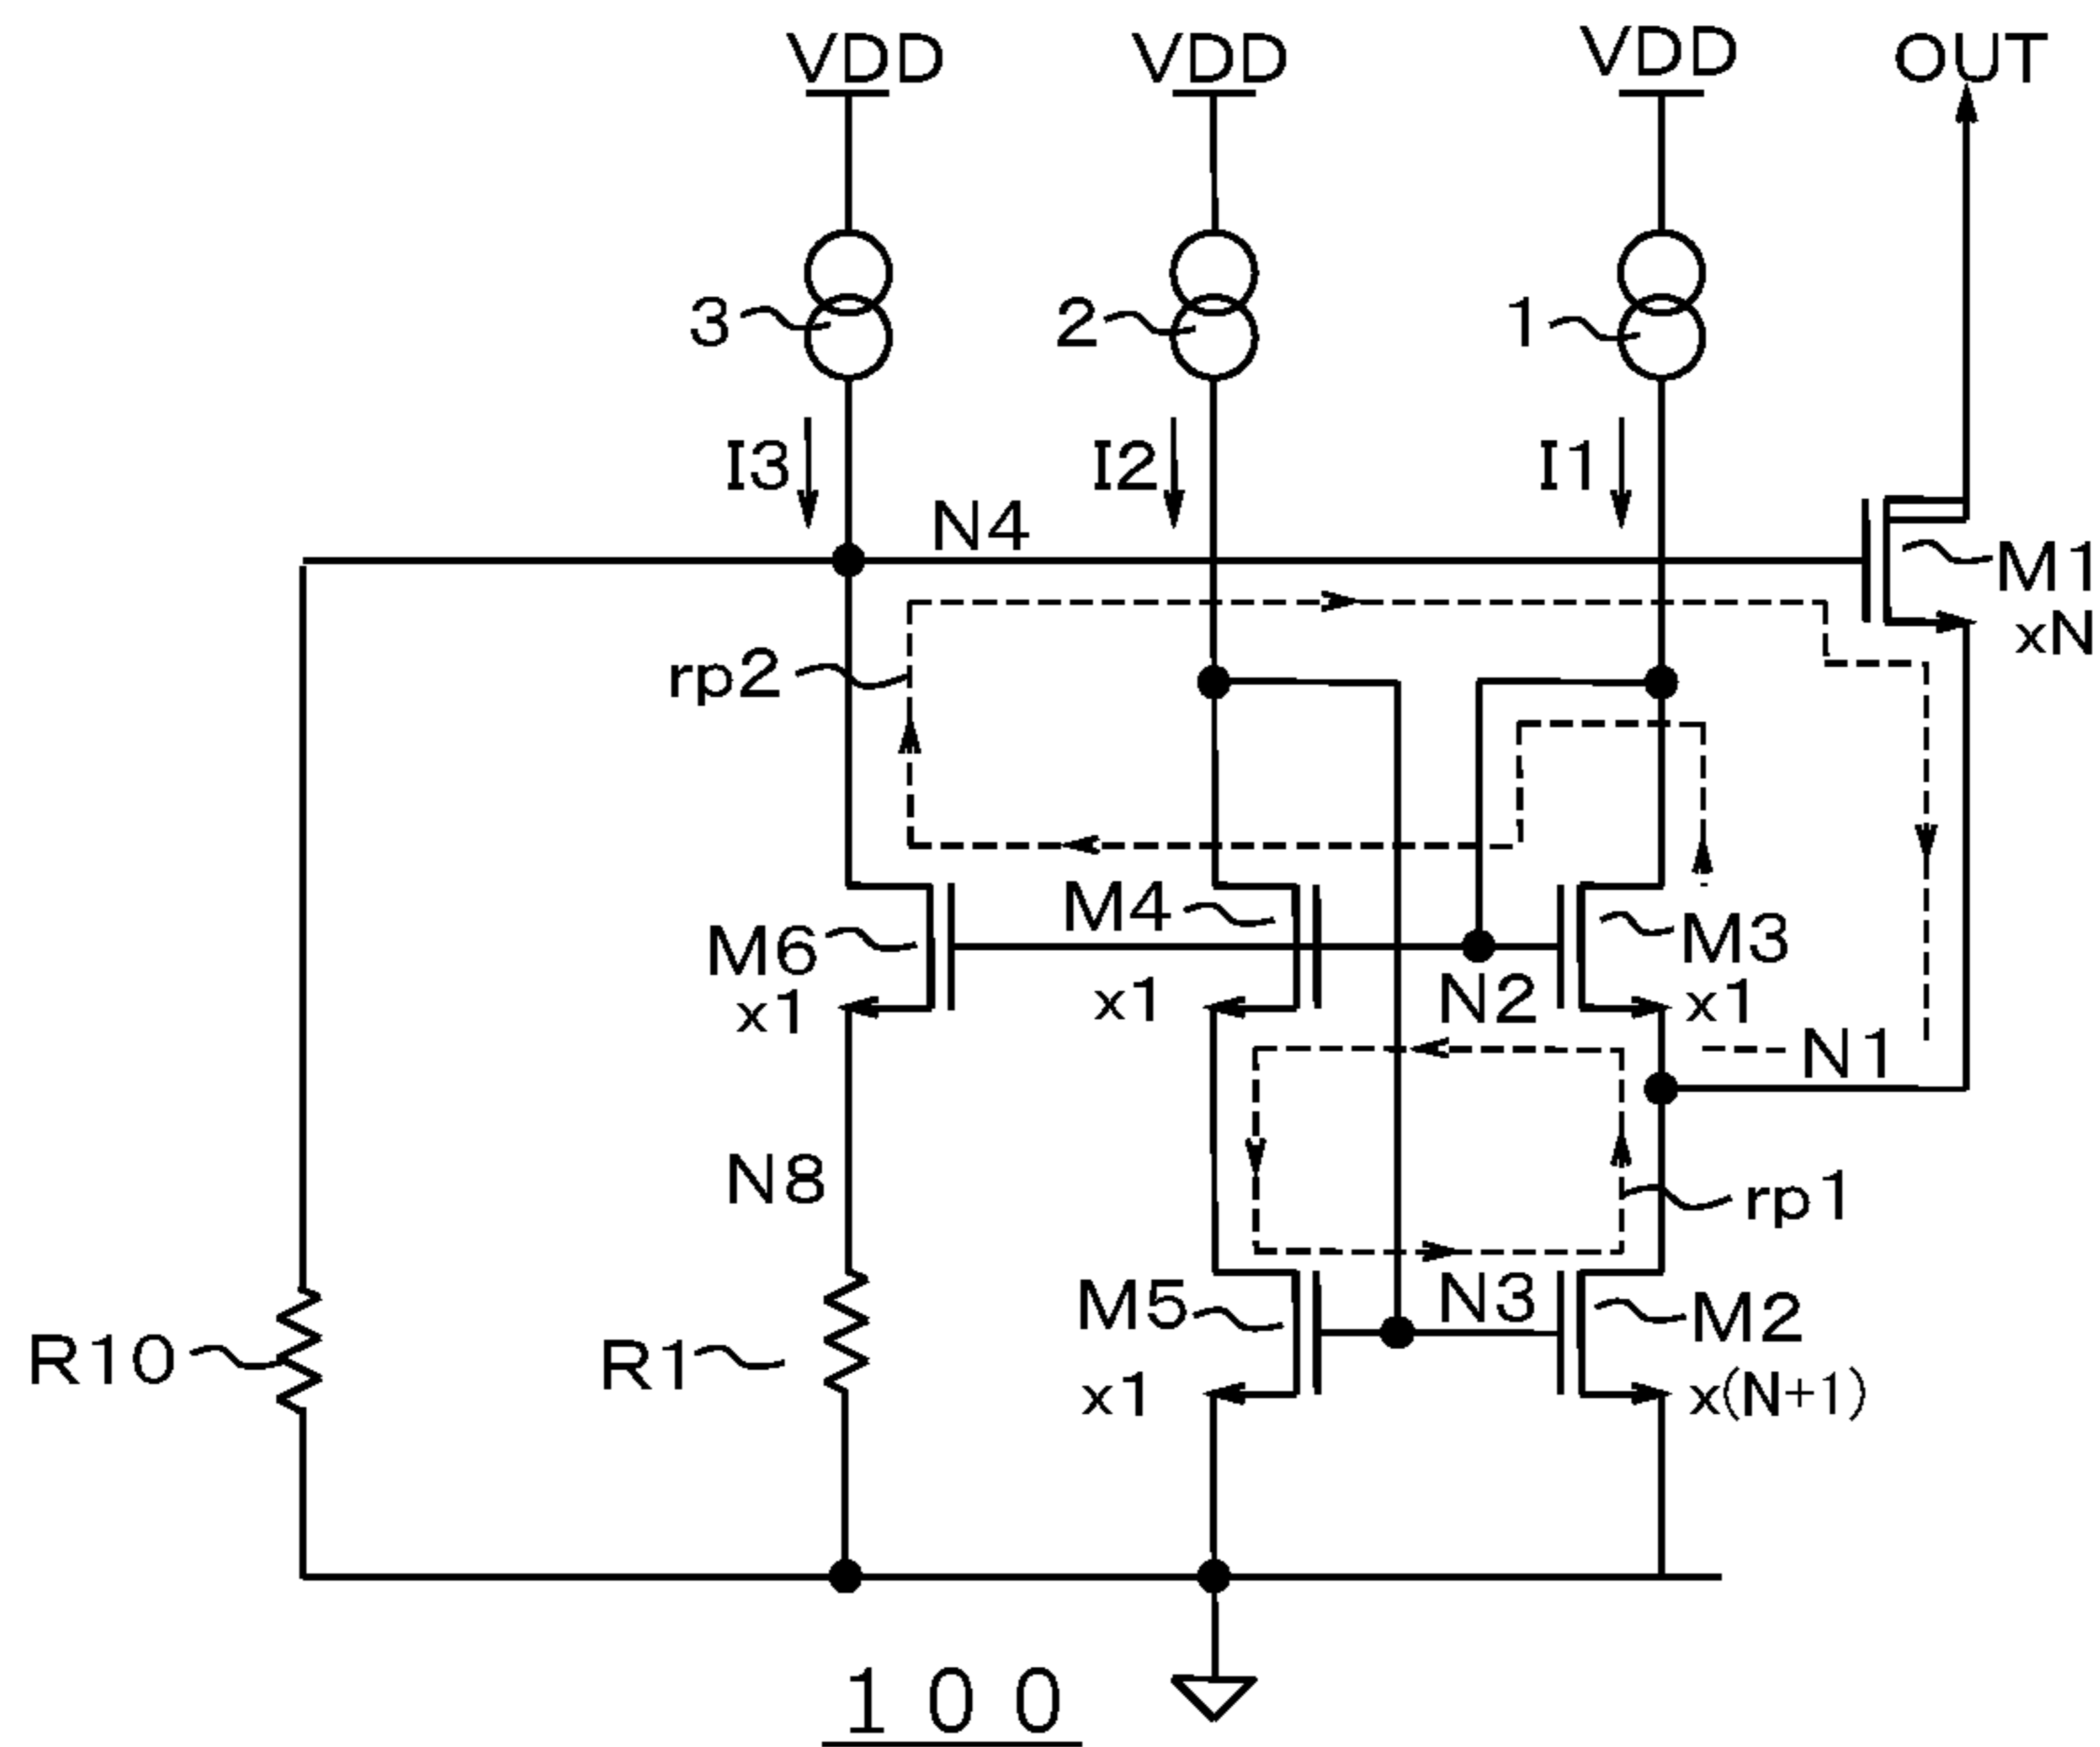 VDD VDD VDD OUT
3 2 1
I3 I2 I1
N4
M1
xN
rp2
M6 M4 M3
x1 x1 N2 x1
N1
N8
rp1
M5 N3 M2
R10 R1
x1 x(N+1)
100